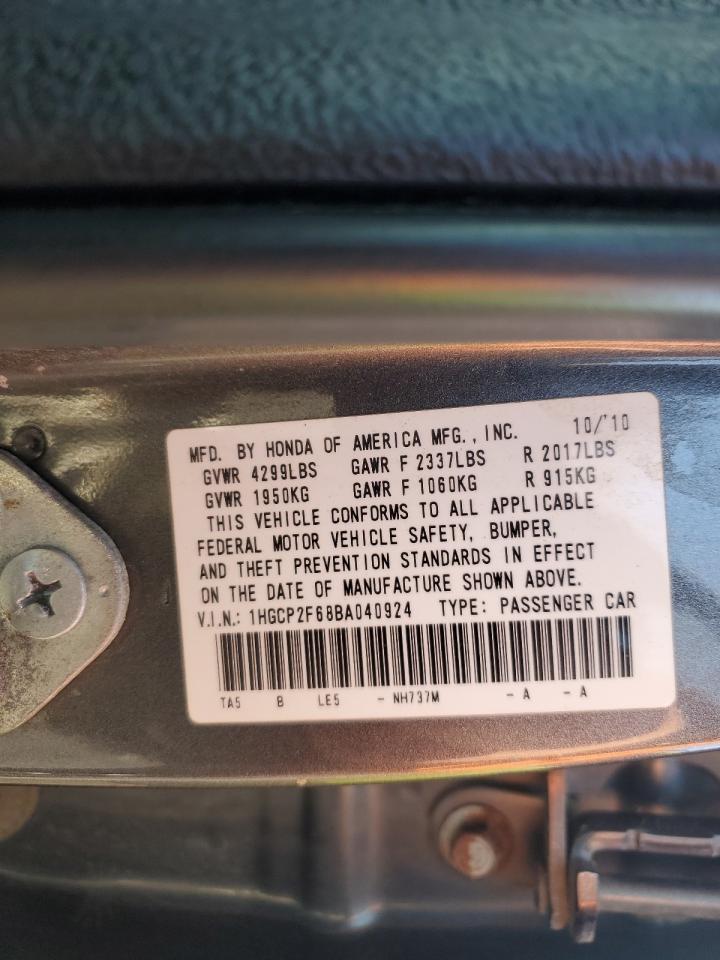 MFD. BY HONDA OF AMERICA MFG., INC. 10/'10
GVWR 4299LBS GAWR F 2337LBS R 2017LBS
GVWR 1950KG GAWR F 1060KG R 915KG
THIS VEHICLE CONFORMS TO ALL APPLICABLE
FEDERAL MOTOR VEHICLE SAFETY, BUMPER,
AND THEFT PREVENTION STANDARDS IN EFFECT
ON THE DATE OF MANUFACTURE SHOWN ABOVE.
V.I.N.: 1HGCP2F68BA040924 TYPE: PASSENGER CAR
TA5 B LE5 - NH737M - A - A